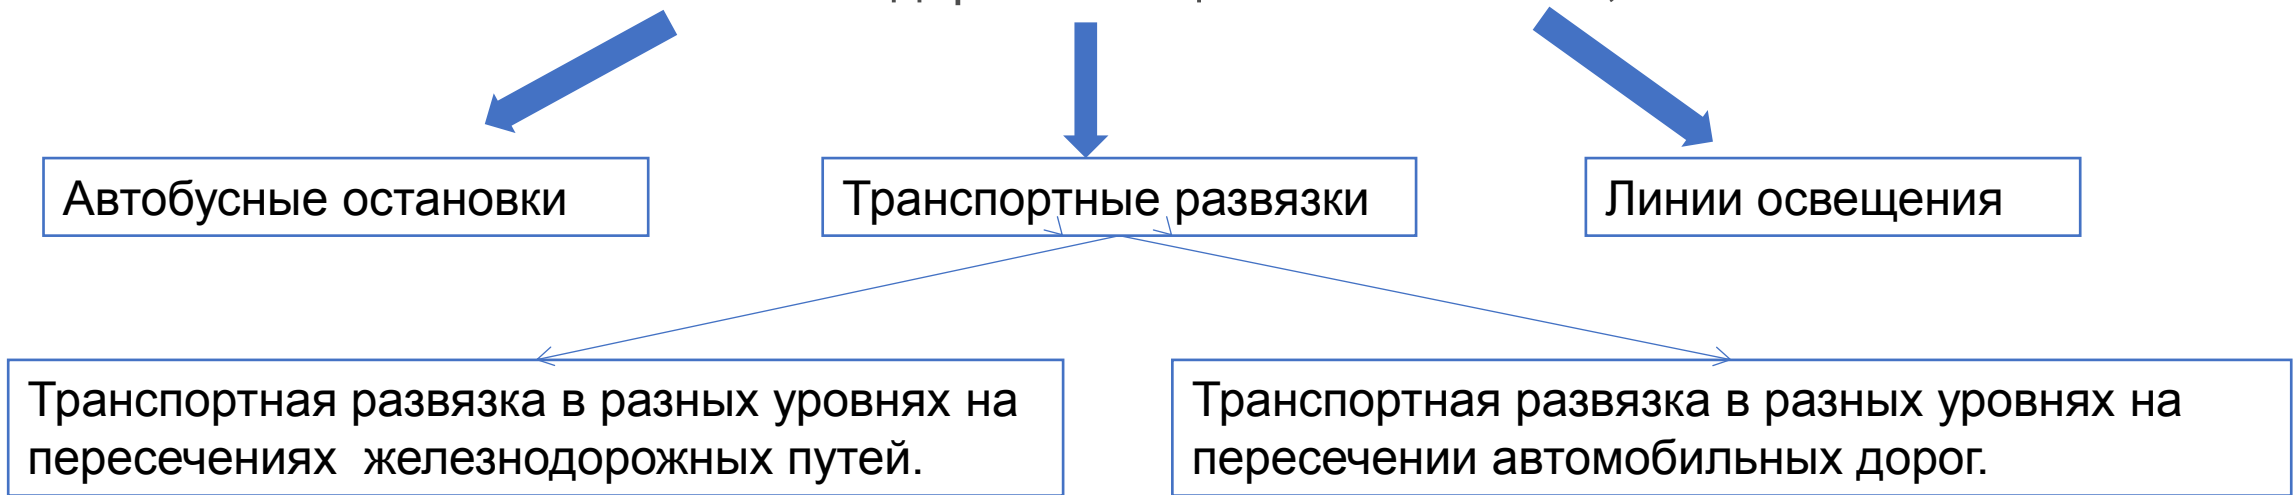 Автобусные остановки
Транспортные развязки
Линии освещения
Транспортная развязка в разных уровнях на
пересечениях железнодорожных путей.
Транспортная развязка в разных уровнях на
пересечении автомобильных дорог.